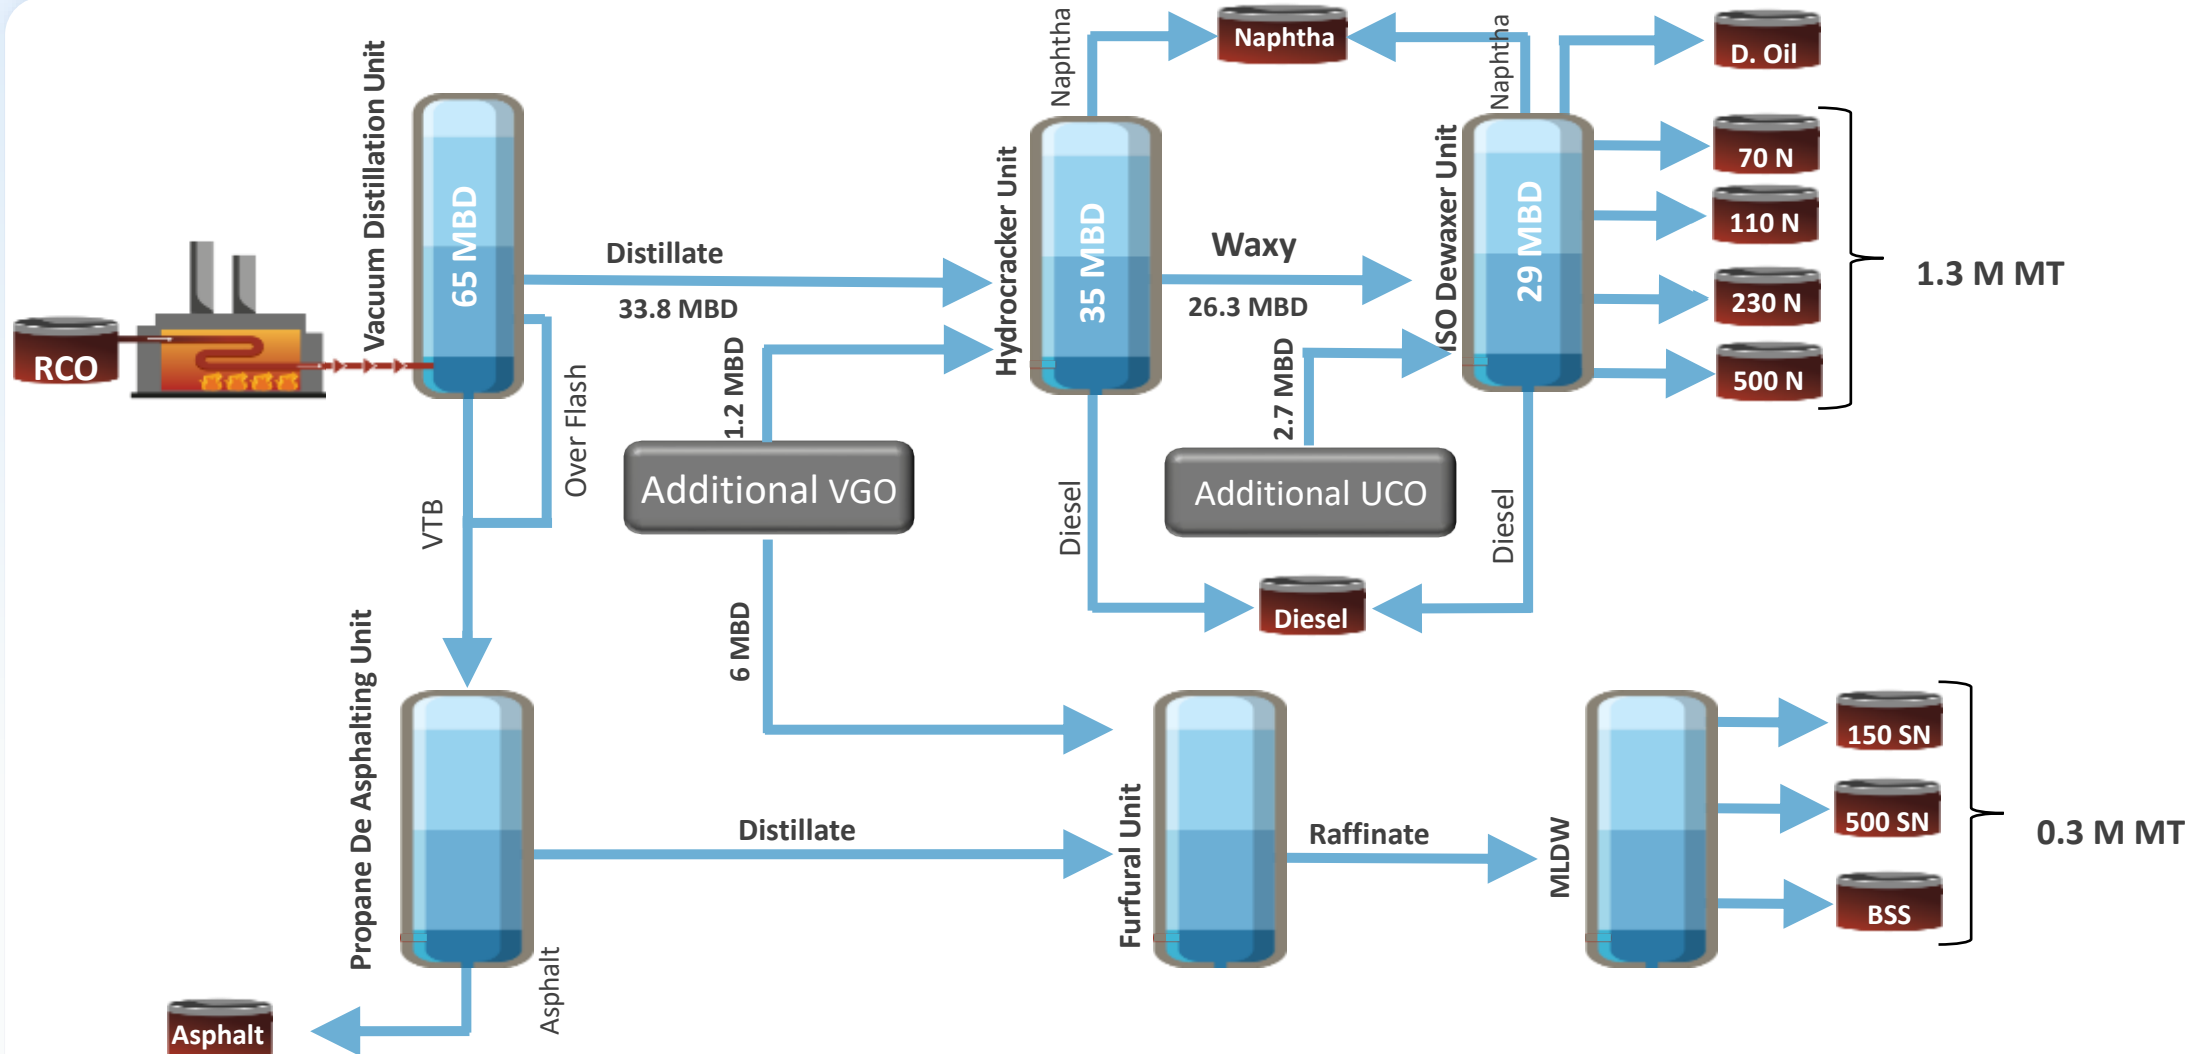 Naphtha
Naphtha
Naphtha
D. Oil
Vacuum Distillation Unit
65 MBD
Hydrocracker Unit
35 MBD
ISO Dewaxer Unit
29 MBD
70 N
110 N
230 N
500 N
1.3 M MT
RCO
Distillate
33.8 MBD
Waxy
26.3 MBD
1.2 MBD
2.7 MBD
Over Flash
VTB
Additional VGO
Additional UCO
Diesel
Diesel
Diesel
6 MBD
Propane De Asphalting Unit
Distillate
Furfural Unit
Raffinate
MLDW
150 SN
500 SN
BSS
0.3 M MT
Asphalt
Asphalt